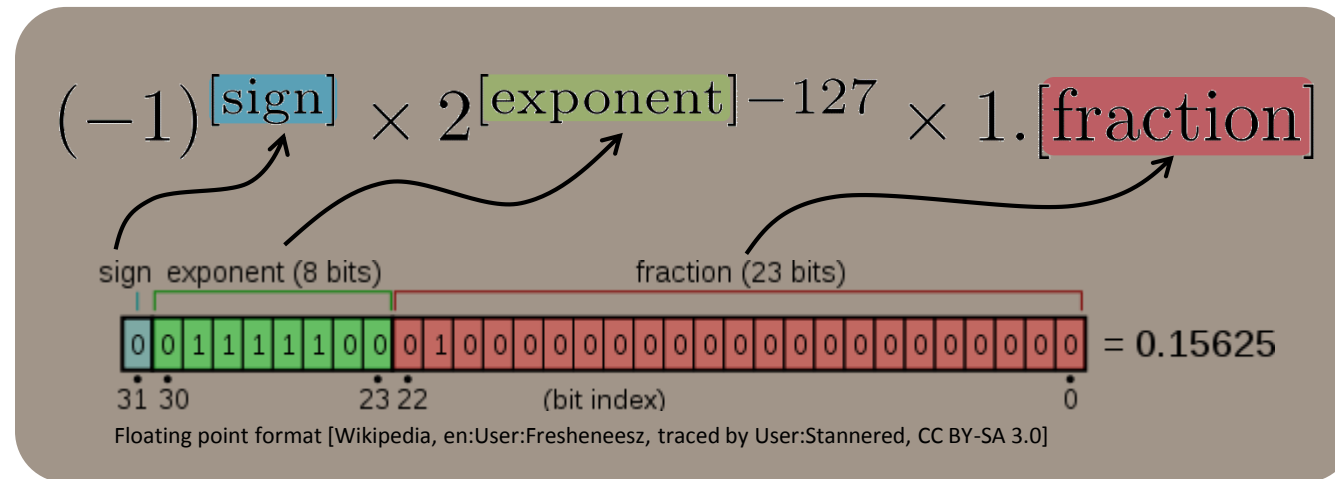 (−1)^[sign] × 2^[exponent]−127 × 1.[fraction]
sign exponent (8 bits) fraction (23 bits)
0 0 1 1 1 1 1 0 0 0 1 0 0 0 0 0 0 0 0 0 0 0 0 0 0 0 0 0 0 0 0 0 = 0.15625
31 30 23 22 (bit index) 0
Floating point format [Wikipedia, en:User:Fresheneesz, traced by User:Stannered, CC BY-SA 3.0]